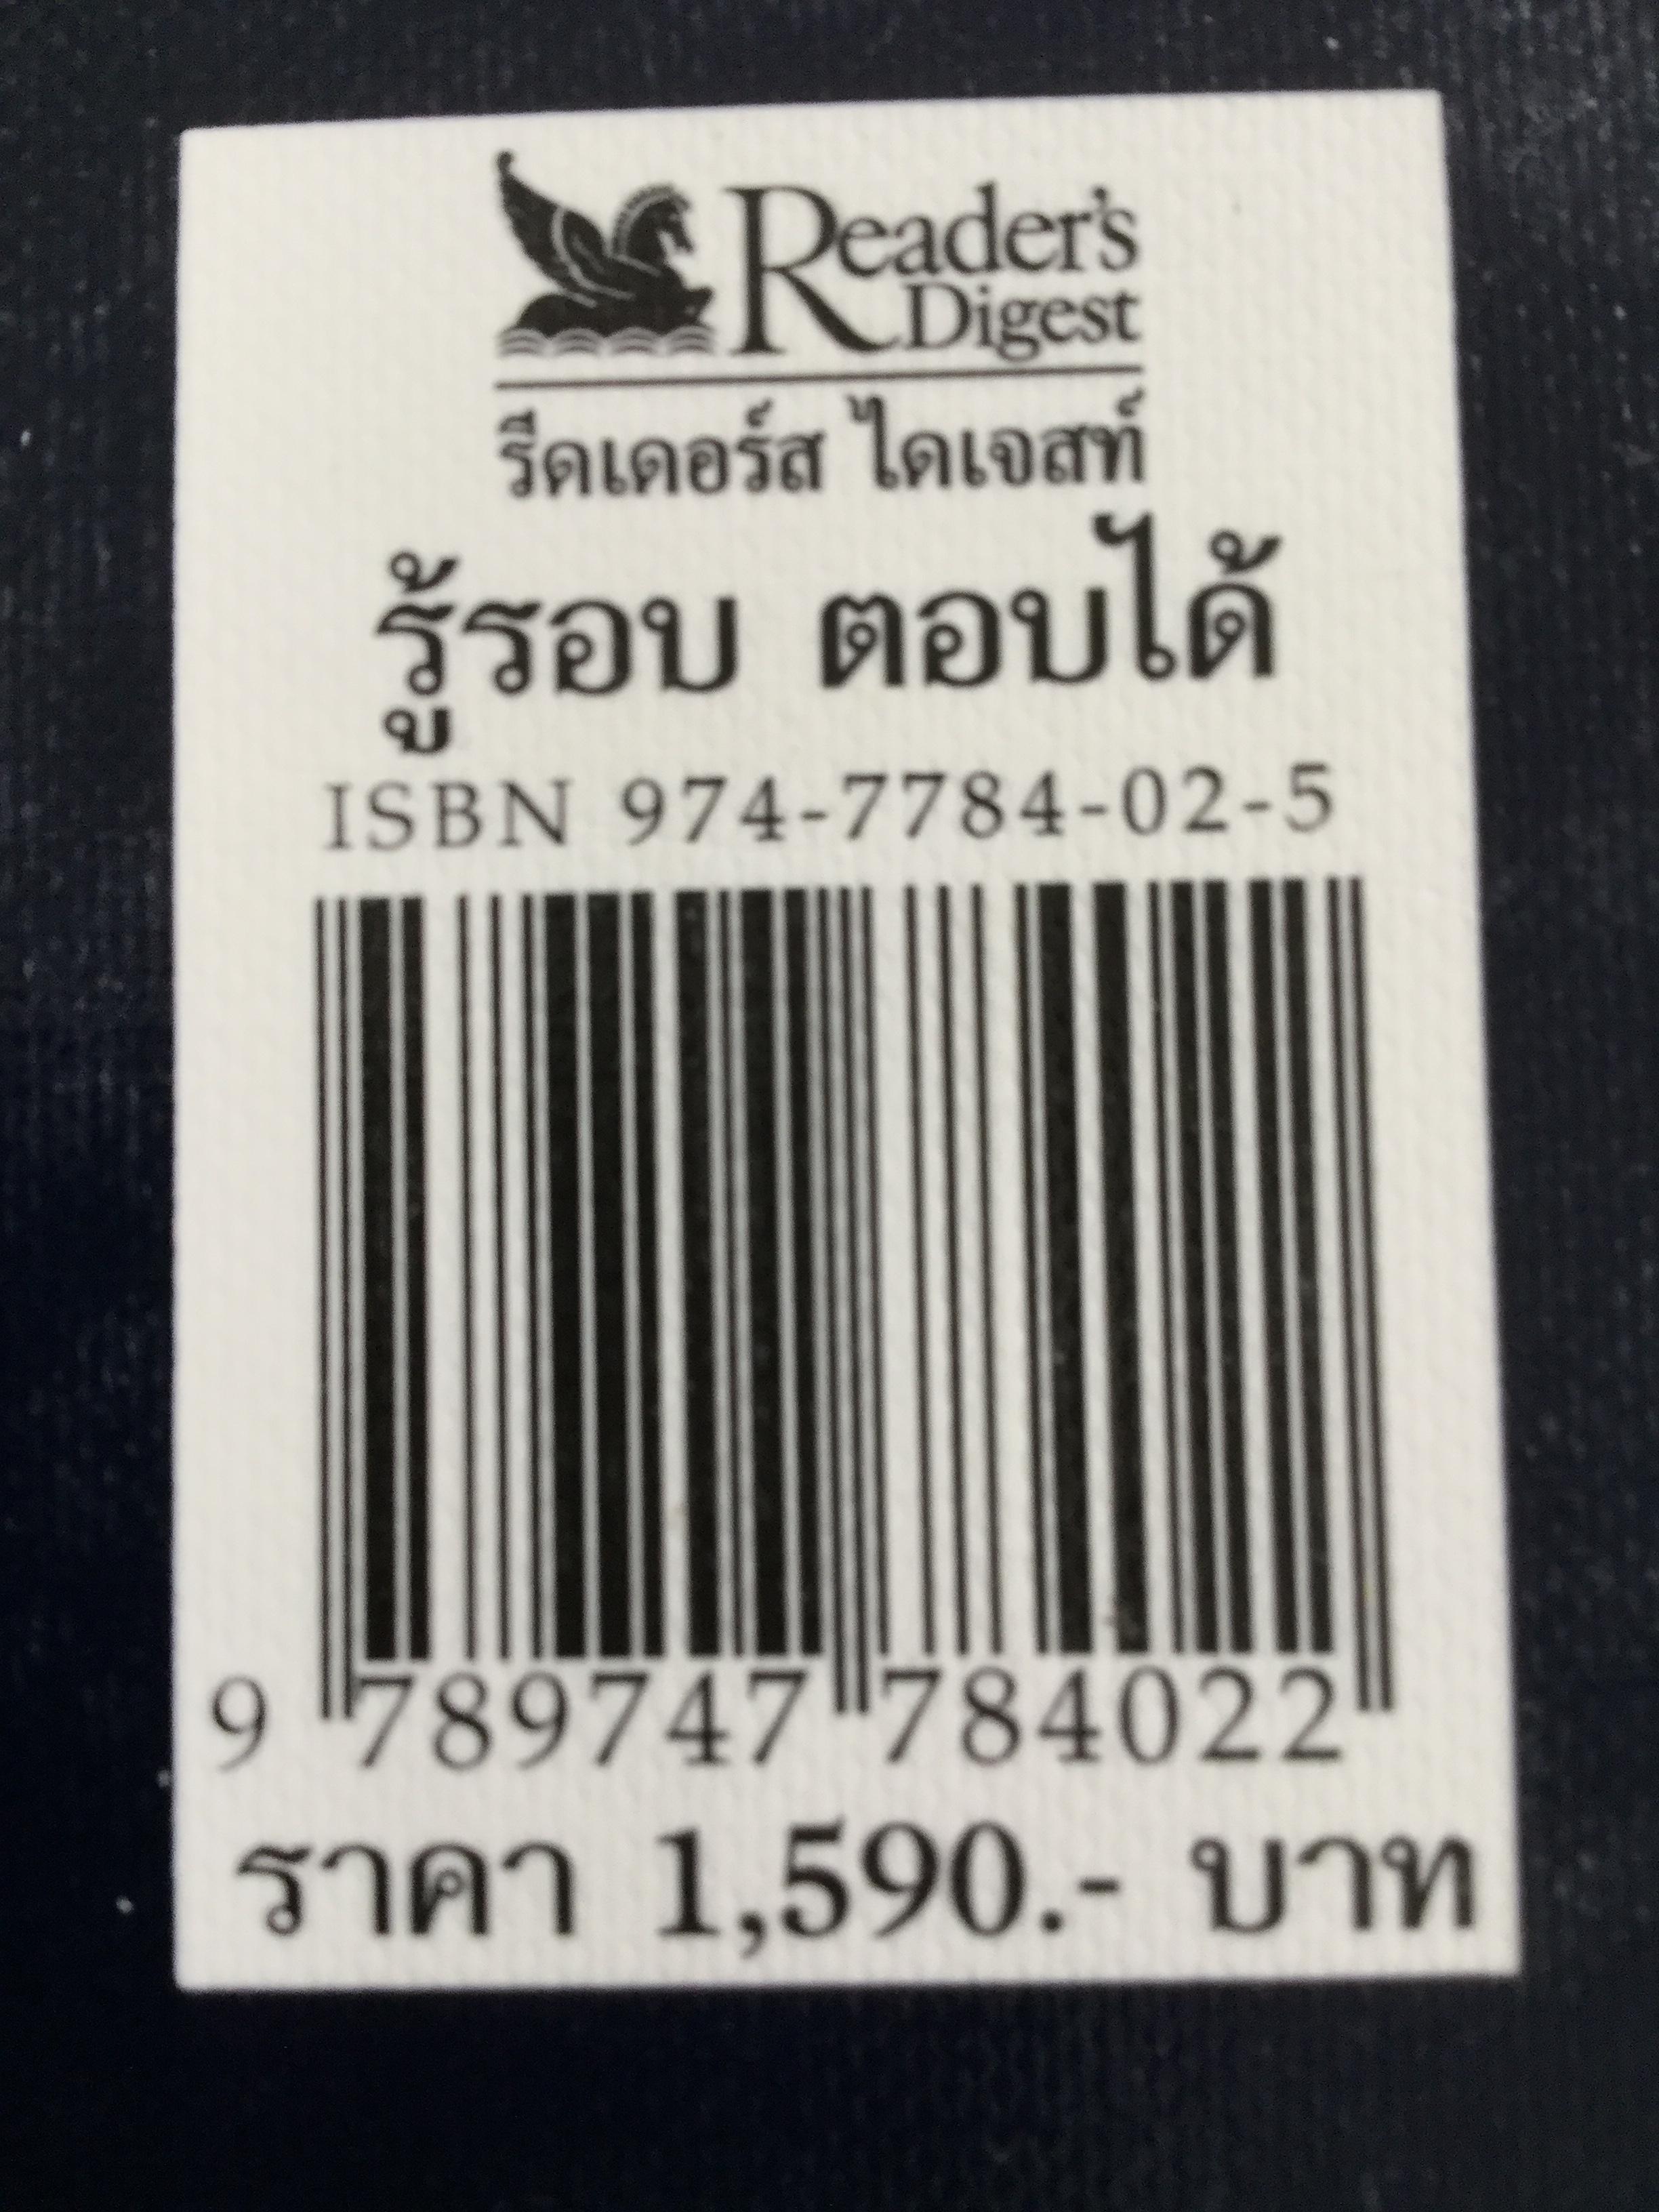 Reader's
Digest
รีดเดอร์ส ไดเจสท์
รู้รอบ ตอบได้
ISBN 974-7784-02-5
9 789747 784022
ราคา 1,590.- บาท